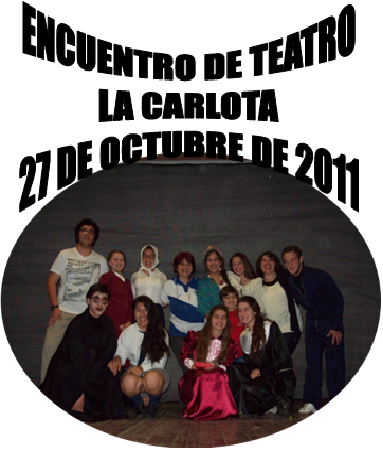 ENCUENTRO DE TEATRO
LA CARLOTA
27 DE OCTUBRE DE 2011